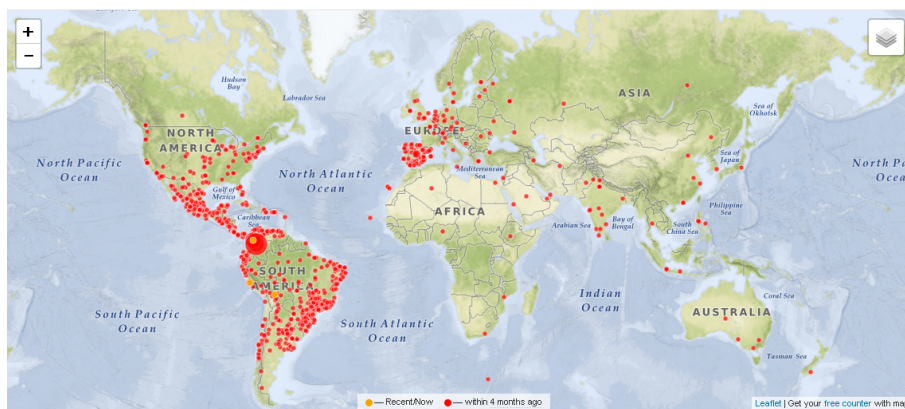 +
−
Hudson
Bay
Labrador Sea
NORTH
AMERICA
North Pacific
Ocean
Gulf of
Mexico
North Atlantic
Ocean
Caribbean
Sea
SOUTH
AMERICA
South Pacific
Ocean
South Atlantic
Ocean
EUROPE
Mediterranean
Sea
AFRICA
ASIA
Sea of
Okhotsk
Sea of
Japan
North Pa
Ocean
Arabian Sea
Bay of
Bengal
South
China Sea
Philippine
Sea
Indian
Ocean
AUSTRALIA
Coral Sea
Tasman Sea
— Recent/Now — within 4 months ago
Leaflet | Get your free counter with map